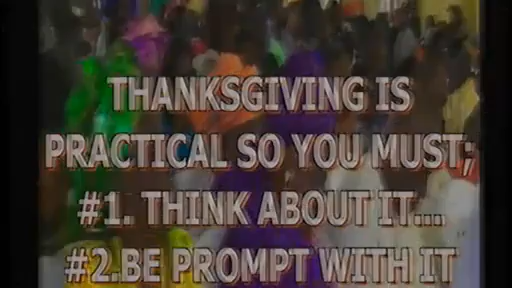 THANKSGIVING IS
PRACTICAL SO YOU MUST;
#1. THINK ABOUT IT....
#2.BE PROMPT WITH IT